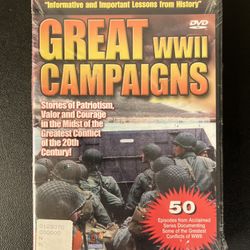 "Informative and Important Lessons from History"
DVD
GREAT WWII
CAMPAIGNS
Stories of Patriotism,
Valor and Courage
in the Midst of the
Greatest Conflict
of the 20th
Century!
50
Episodes from Acclaimed
Series Documenting
Some of the Greatest
Conflicts of WWII